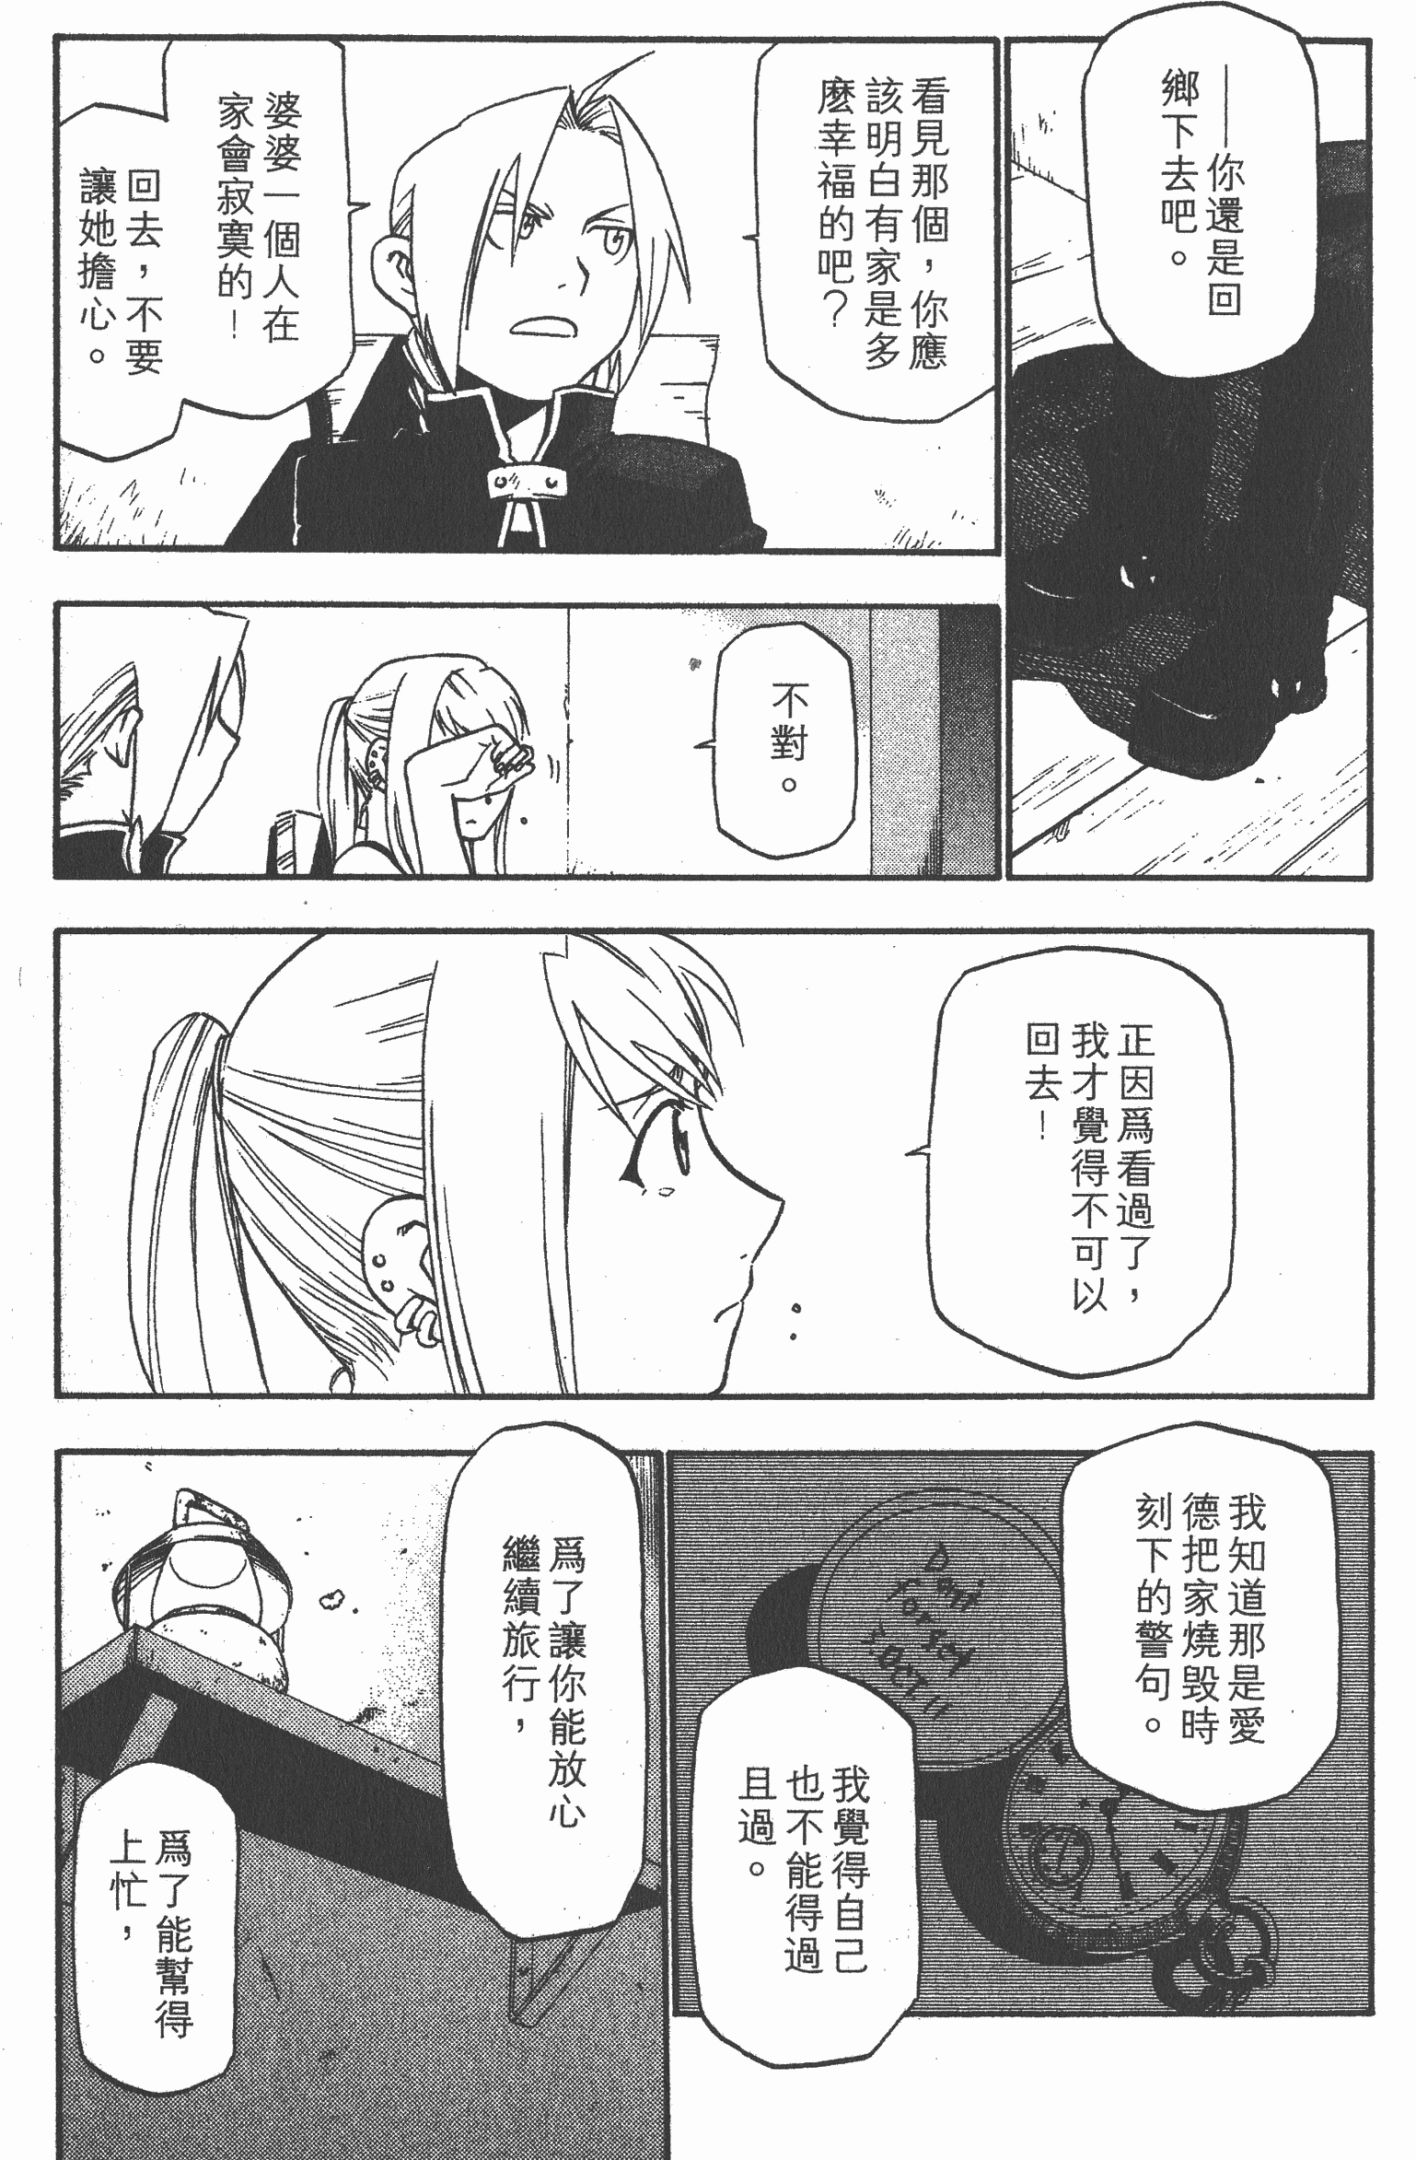 ——你還是回
鄉下去吧。
看見那個，你應
該明白有家是多
麼幸福的吧？
婆婆一個人在
家會寂寞的！
回去，不要
讓她擔心。
不對。
正因爲看過了，
我才覺得不可以
回去！
我知道那是愛
德把家燒毀時
刻下的警句。
Don't
forget
3.OCT.11
我覺得自己
也不能得過
且過。
爲了讓你能放心
繼續旅行，
爲了能幫得
上忙，